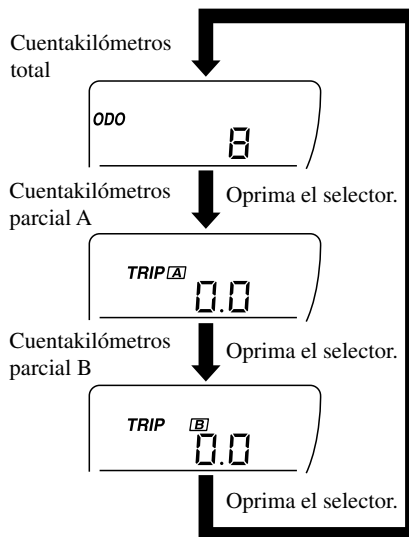 Cuentakilómetros
total
ODO
8
Cuentakilómetros
parcial A
Oprima el selector.
TRIP A
0.0
Cuentakilómetros
parcial B
Oprima el selector.
TRIP B
0.0
Oprima el selector.